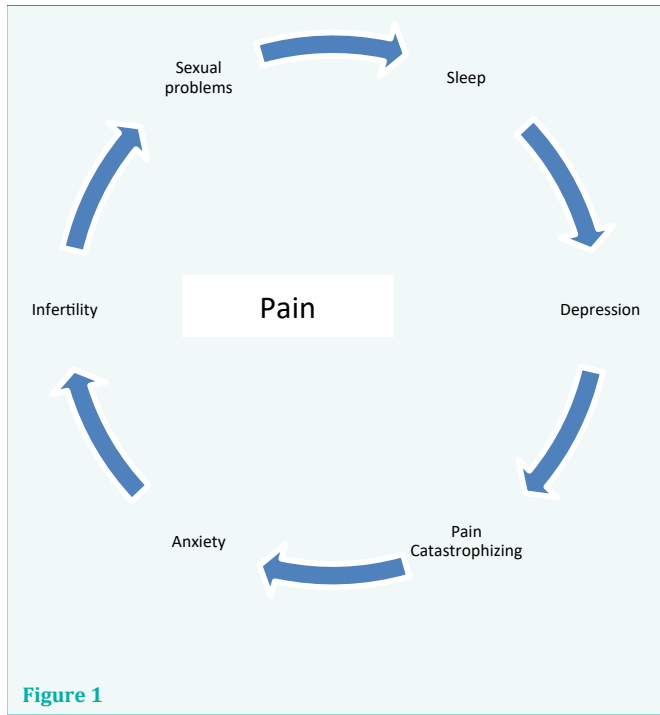 Sexual
problems
Sleep
Infertility
Pain
Depression
Anxiety
Pain
Catastrophizing
Figure 1